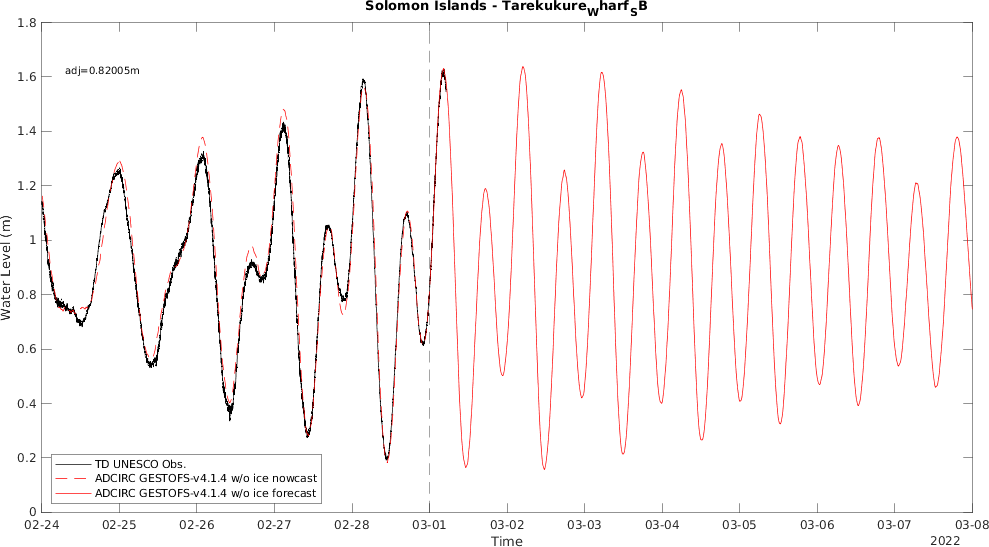 Solomon Islands - TarekukureWharfSB
1.8
1.6
1.4
1.2
1
0.8
0.6
0.4
0.2
0
Water Level (m)
adj=0.82005m
TD UNESCO Obs.
ADCIRC GESTOFS-v4.1.4 w/o ice nowcast
ADCIRC GESTOFS-v4.1.4 w/o ice forecast
02-24 02-25 02-26 02-27 02-28 03-01 03-02 03-03 03-04 03-05 03-06 03-07 03-08
Time
2022